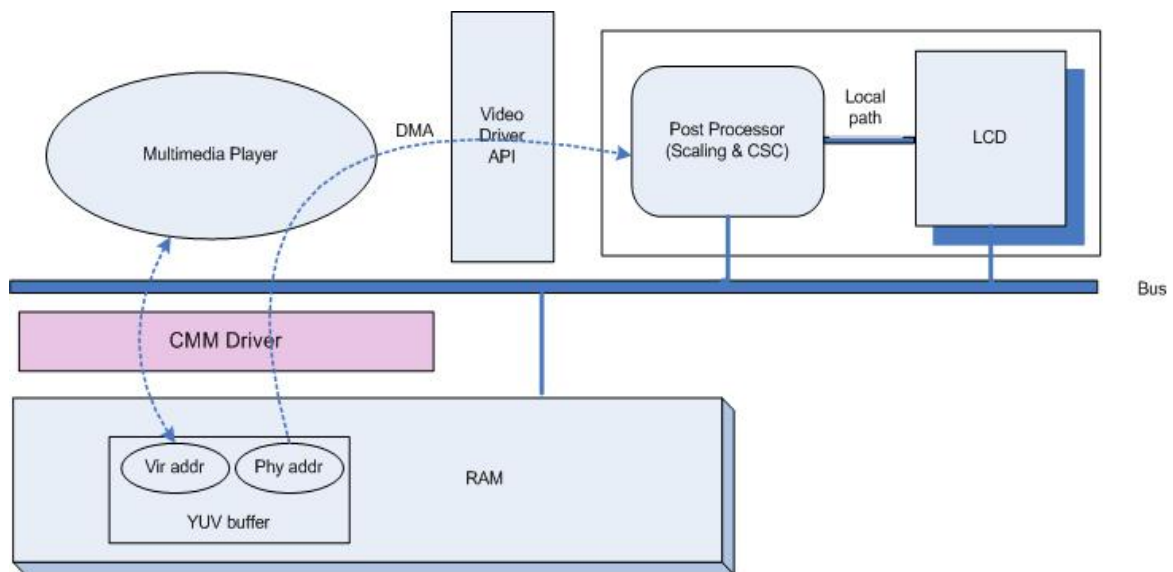 Multimedia Player
DMA
Video
Driver
API
Post Processor
(Scaling & CSC)
Local
path
LCD
Bus
CMM Driver
Vir addr
Phy addr
YUV buffer
RAM